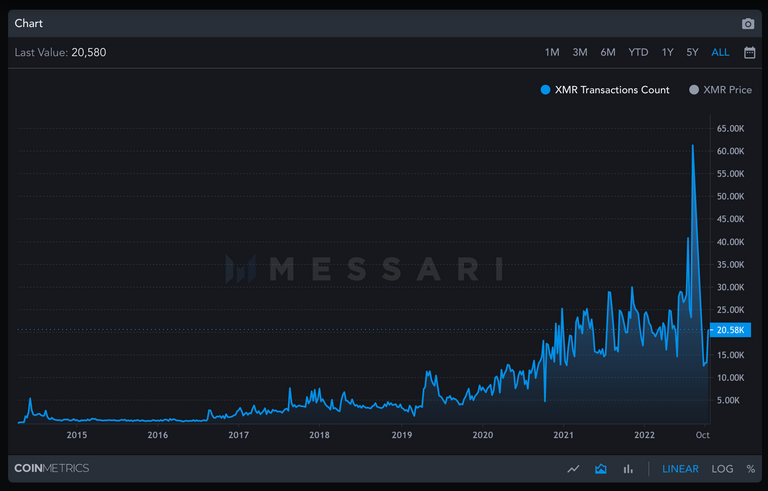 Chart
Last Value: 20,580
1M 3M 6M YTD 1Y 5Y ALL
XMR Transactions Count XMR Price
65.00K
60.00K
55.00K
50.00K
45.00K
40.00K
35.00K
30.00K
25.00K
20.58K
15.00K
10.00K
5.00K
MESSARI
2015 2016 2017 2018 2019 2020 2021 2022 Oct
COINMETRICS
LINEAR LOG %